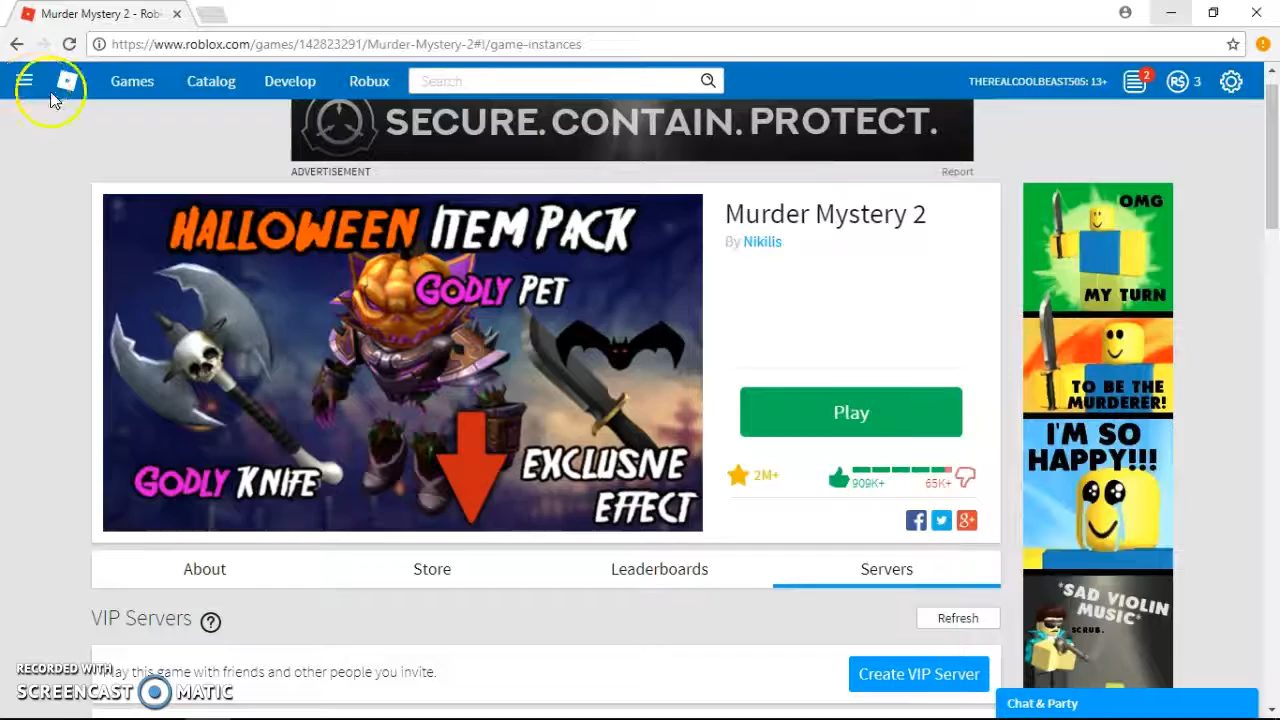 Murder Mystery 2 - Rob
https://www.roblox.com/games/142823291/Murder-Mystery-2#!/game-instances
Games Catalog Develop Robux Search THEREALCOOLBEAST505: 13+ 2 R$ 3
SECURE. CONTAIN. PROTECT.
ADVERTISEMENT Report
HALLOWEEN ITEM PACK
GODLY PET
GODLY KNIFE
EXCLUSIVE
EFFECT
Murder Mystery 2
By Nikilis
Play
2M+ 909K+ 65K+
OMG
MY TURN
TO BE THE
MURDERER!
I'M SO
HAPPY!!!
*SAD VIOLIN
MUSIC*
SCRUB.
About Store Leaderboards Servers
VIP Servers ? Refresh
Play this game with friends and other people you invite. Create VIP Server
RECORDED WITH
SCREENCAST MATIC
Chat & Party